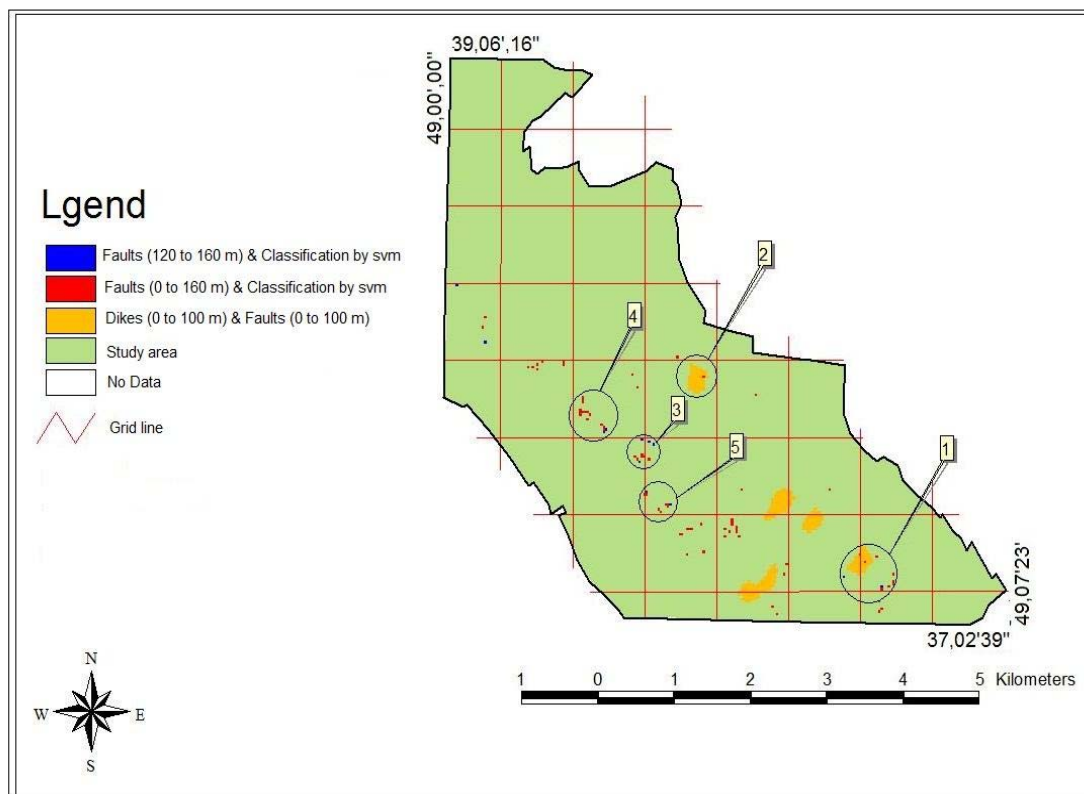 39,06',16"
49,00',00"
Lgend
Faults (120 to 160 m) & Classification by svm
Faults (0 to 160 m) & Classification by svm
Dikes (0 to 100 m) & Faults (0 to 100 m)
Study area
No Data
Grid line
2
4
3
5
1
49,07'23'
37,02'39"
N
W E
S
1 0 1 2 3 4 5 Kilometers